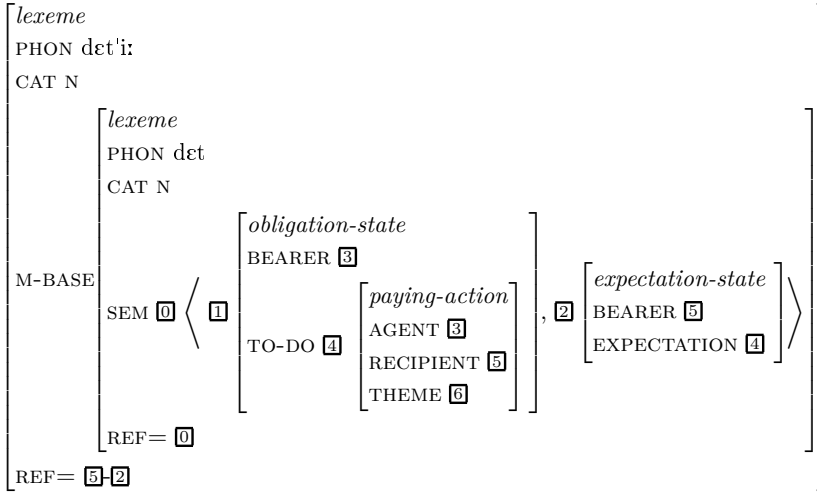 lexeme
PHON dɛtˈiː
CAT N
lexeme
PHON dɛt
CAT N
obligation-state
BEARER 3
M-BASE
SEM 0 ⟨ 1 TO-DO 4
paying-action
AGENT 3
RECIPIENT 5
THEME 6
, 2
expectation-state
BEARER 5
EXPECTATION 4 ⟩
REF= 0
REF= 5-2